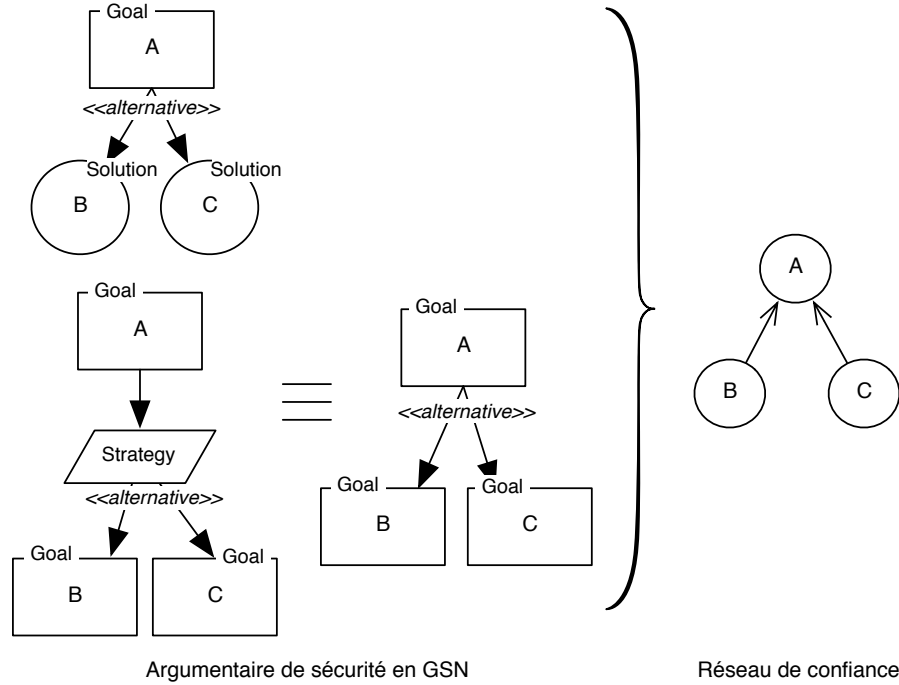 Goal
A
<<alternative>>
Solution
B
Solution
C
Goal
A
Strategy
<<alternative>>
Goal
B
Goal
C
Goal
A
<<alternative>>
Goal
B
Goal
C
A
B
C
Argumentaire de sécurité en GSN
Réseau de confiance